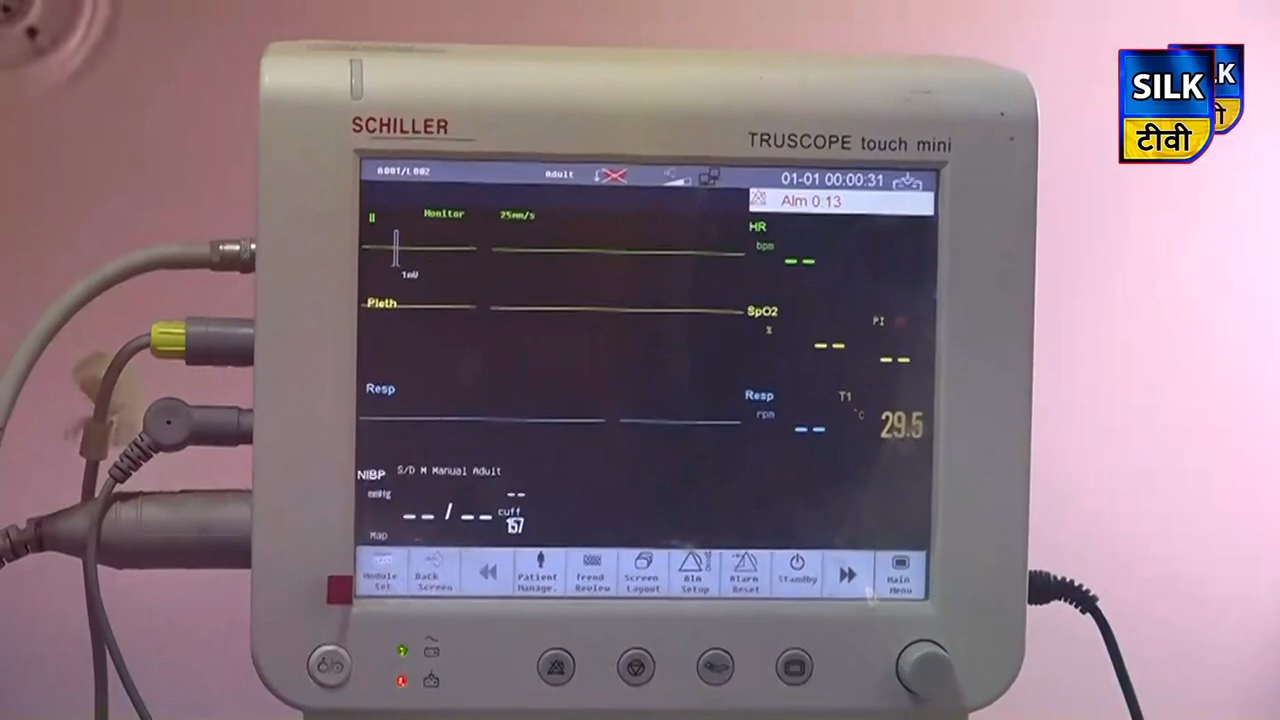 SILK
टीवी
LK
SCHILLER
TRUSCOPE touch mini
A001/L002 Adult 01-01 00:00:31
Alm 0:13
II Monitor 25mm/s
1mV
HR
bpm
-- 
Pleth
SpO2
%
PI
--
--
Resp
Resp
rpm
--
T1
°C
29.5
NIBP S/D M Manual Adult
mmHg
-- / --
--
cuff
157
Map
Module Set
Back Screen
Patient Manage.
Trend Review
Screen Layout
Alm Setup
Alarm Reset
Standby
Main Menu